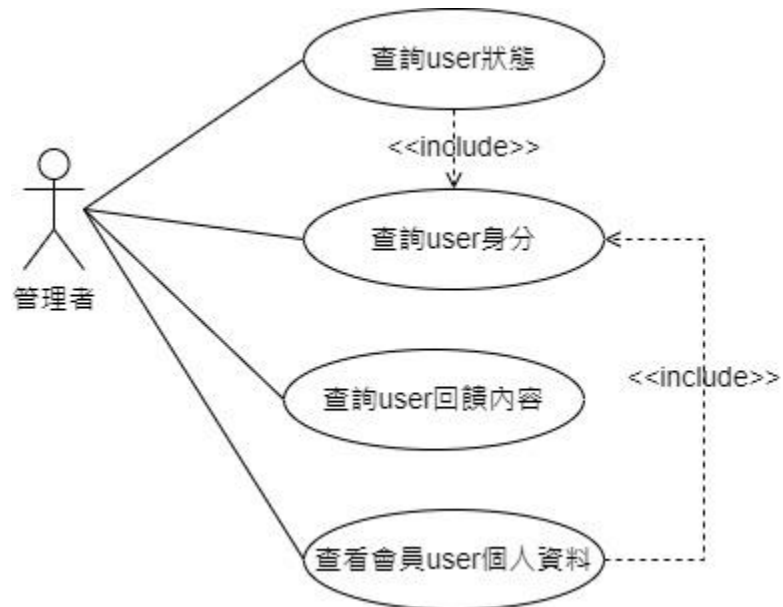 查詢user狀態
<<include>>
查詢user身分
管理者
查詢user回饋內容
<<include>>
查看會員user個人資料